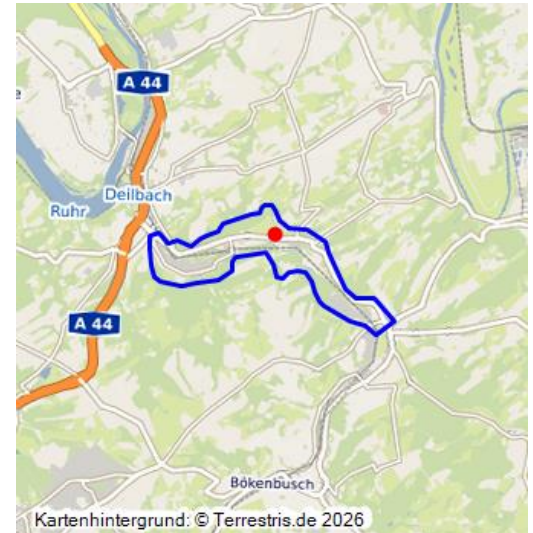 A 44
e
Deilbach
Ruhr
A 44
Bökenbusch
Kartenhintergrund: © Terrestris.de 2026